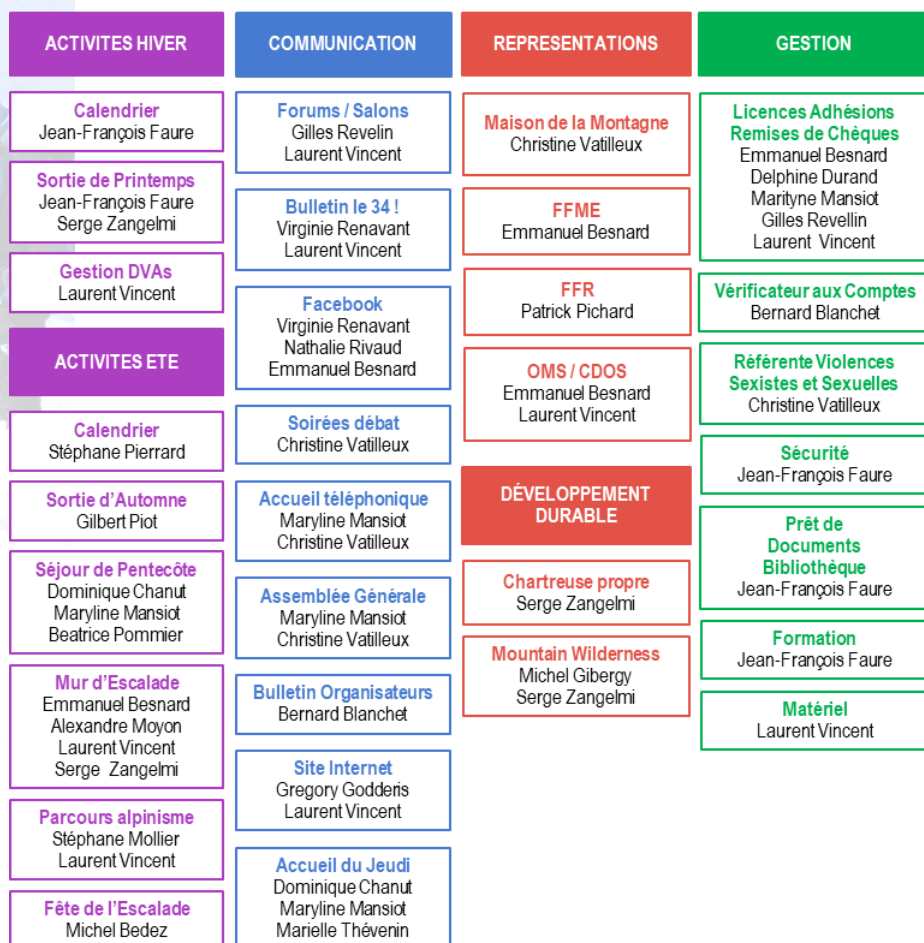 ACTIVITES HIVER
Calendrier
Jean-François Faure
Sortie de Printemps
Jean-François Faure
Serge Zangelmi
Gestion DVAs
Laurent Vincent
ACTIVITES ETE
Calendrier
Stéphane Pierrard
Sortie d'Automne
Gilbert Piot
Séjour de Pentecôte
Dominique Chanut
Maryline Mansiot
Beatrice Pommier
Mur d'Escalade
Emmanuel Besnard
Alexandre Moyon
Laurent Vincent
Serge Zangelmi
Parcours alpinisme
Stéphane Mollier
Laurent Vincent
Fête de l'Escalade
Michel Bedez
COMMUNICATION
Forums / Salons
Gilles Revelin
Laurent Vincent
Bulletin le 34 !
Virginie Renavant
Laurent Vincent
Facebook
Virginie Renavant
Nathalie Rivaud
Emmanuel Besnard
Soirées débat
Christine Vatilleux
Accueil téléphonique
Maryline Mansiot
Christine Vatilleux
Assemblée Générale
Maryline Mansiot
Christine Vatilleux
Bulletin Organisateurs
Bernard Blanchet
Site Internet
Gregory Godderis
Laurent Vincent
Accueil du Jeudi
Dominique Chanut
Maryline Mansiot
Marielle Thévenin
REPRESENTATIONS
Maison de la Montagne
Christine Vatilleux
FFME
Emmanuel Besnard
FFR
Patrick Pichard
OMS / CDOS
Emmanuel Besnard
Laurent Vincent
DÉVELOPPEMENT
DURABLE
Chartreuse propre
Serge Zangelmi
Mountain Wilderness
Michel Gibergy
Serge Zangelmi
GESTION
Licences Adhésions
Remises de Chèques
Emmanuel Besnard
Delphine Durand
Marityne Mansiot
Gilles Revellin
Laurent Vincent
Vérificateur aux Comptes
Bernard Blanchet
Référente Violences
Sexistes et Sexuelles
Christine Vatilleux
Sécurité
Jean-François Faure
Prêt de
Documents
Bibliothèque
Jean-François Faure
Formation
Jean-François Faure
Matériel
Laurent Vincent